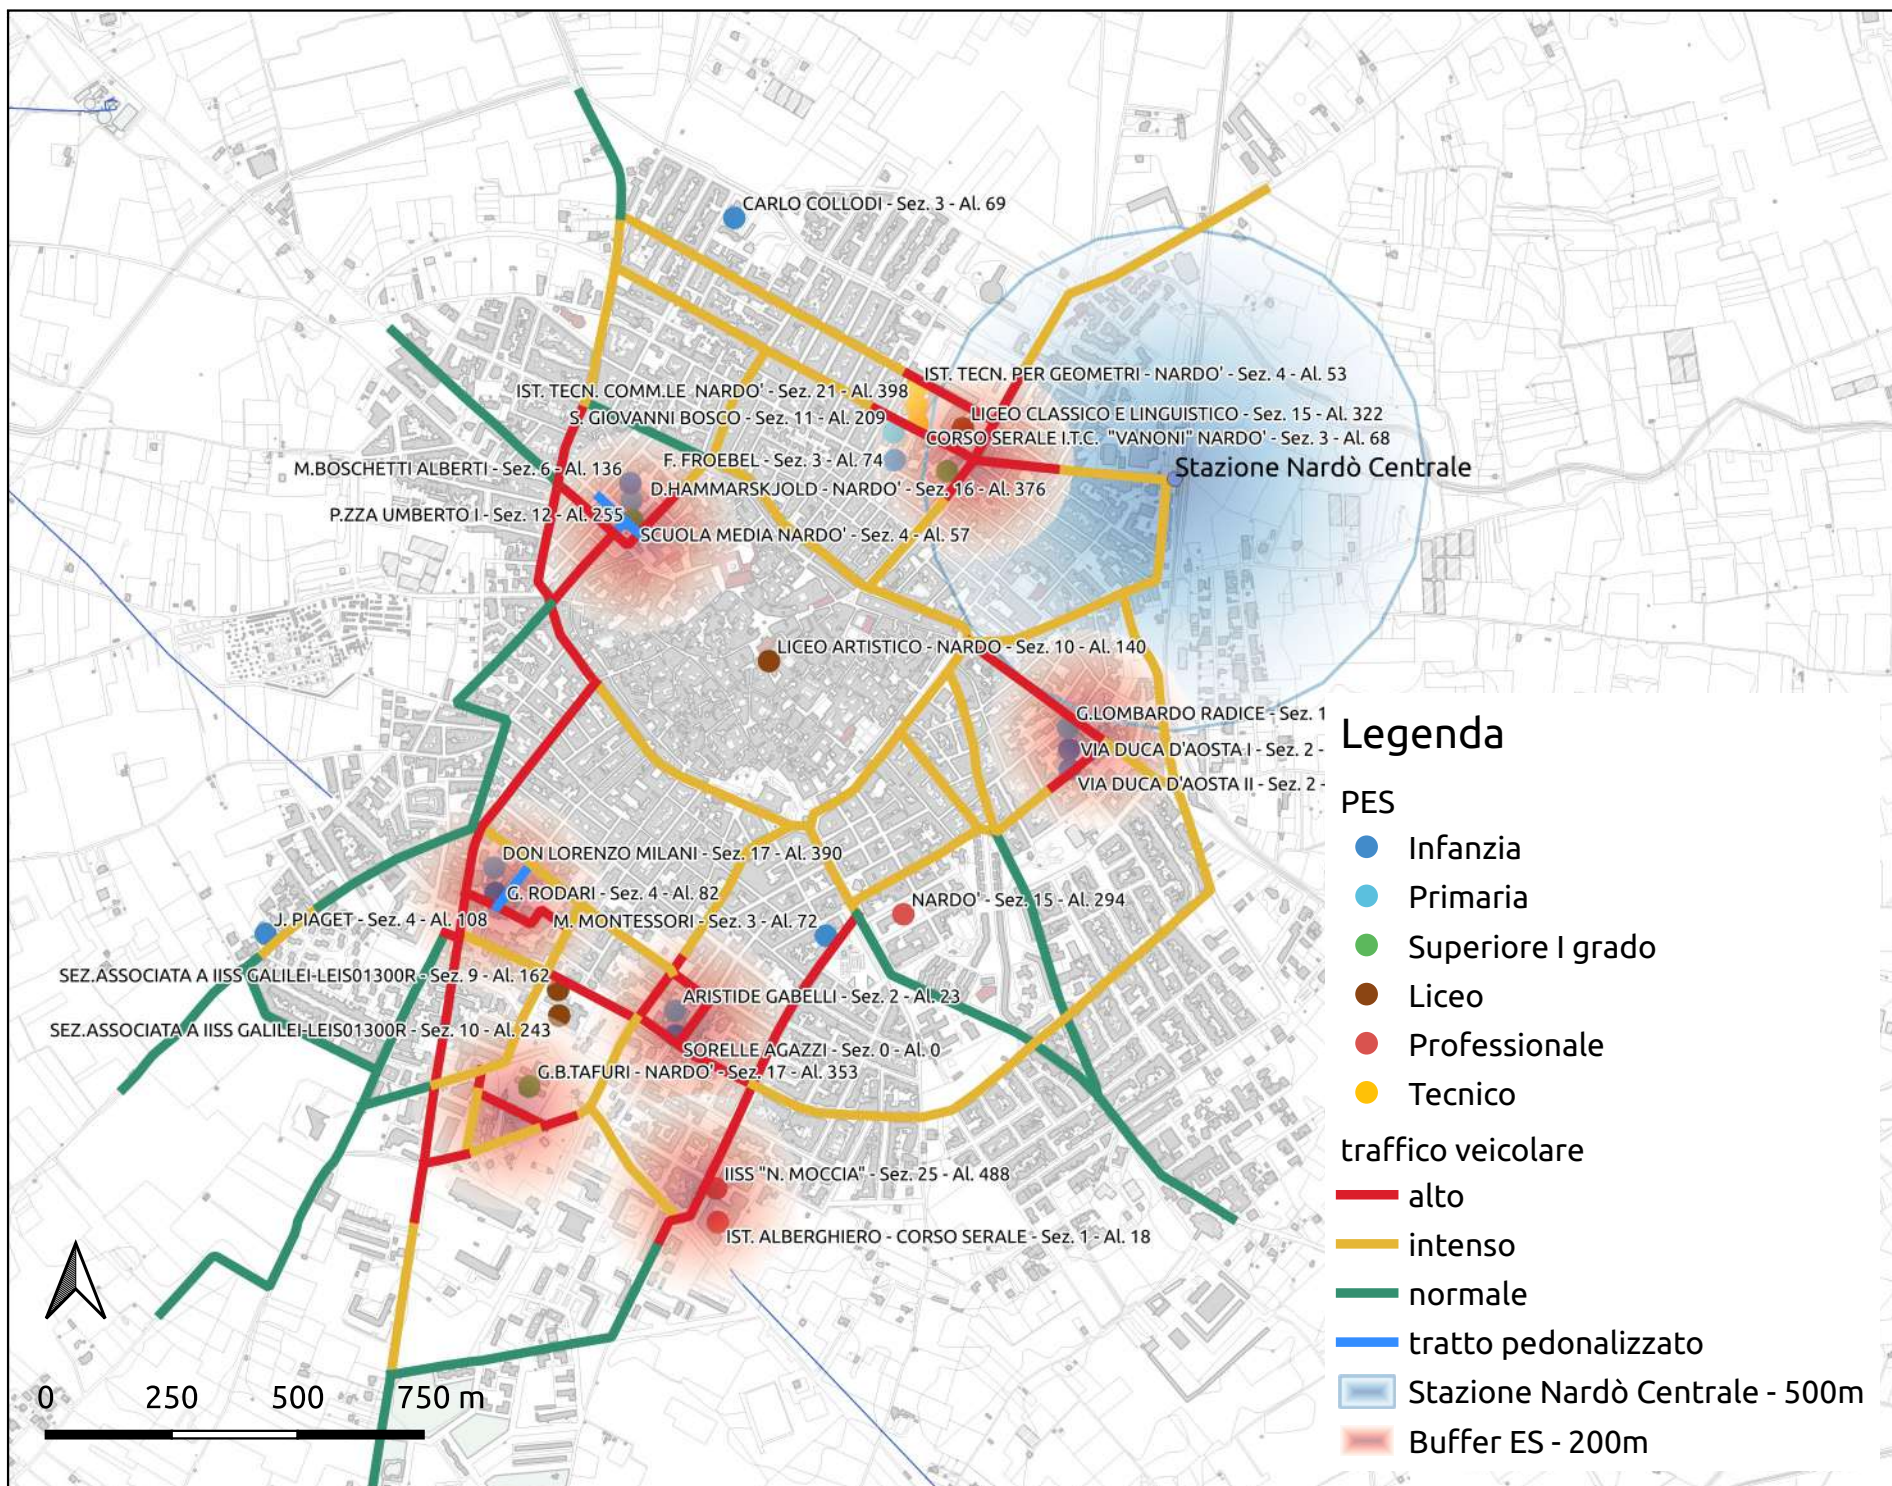 CARLO COLLODI - Sez. 3 - Al. 69
IST. TECN. PER GEOMETRI - NARDO' - Sez. 4 - Al. 53
IST. TECN. COMM.LE  NARDO' - Sez. 21 - Al. 398
LICEO CLASSICO E LINGUISTICO - Sez. 15 - Al. 322
S. GIOVANNI BOSCO - Sez. 11 - Al. 209
CORSO SERALE I.T.C.  "VANONI" NARDO' - Sez. 3 - Al. 68
F. FROEBEL - Sez. 3 - Al. 74
Stazione Nardò Centrale
M.BOSCHETTI ALBERTI - Sez. 6 - Al. 136
D.HAMMARSKJOLD - NARDO' - Sez. 16 - Al. 376
P.ZZA UMBERTO I - Sez. 12 - Al. 255
SCUOLA MEDIA NARDO' - Sez. 4 - Al. 57
LICEO ARTISTICO - NARDO - Sez. 10 - Al. 140
G.LOMBARDO RADICE - Sez. 1
VIA DUCA D'AOSTA I - Sez. 2 -
VIA DUCA D'AOSTA II - Sez. 2 -
DON LORENZO MILANI - Sez. 17 - Al. 390
G. RODARI - Sez. 4 - Al. 82
NARDO' - Sez. 15 - Al. 294
J. PIAGET - Sez. 4 - Al. 108
M. MONTESSORI - Sez. 3 - Al. 72
SEZ.ASSOCIATA A IISS GALILEI-LEIS01300R - Sez. 9 - Al. 162
ARISTIDE GABELLI - Sez. 2 - Al. 23
SEZ.ASSOCIATA A IISS GALILEI-LEIS01300R - Sez. 10 - Al. 243
SORELLE AGAZZI - Sez. 0 - Al. 0
G.B.TAFURI - NARDO' - Sez. 17 - Al. 353
IISS "N. MOCCIA" - Sez. 25 - Al. 488
IST. ALBERGHIERO - CORSO SERALE - Sez. 1 - Al. 18
0 250 500 750 m
Legenda
PES
Infanzia
Primaria
Superiore I grado
Liceo
Professionale
Tecnico
traffico veicolare
alto
intenso
normale
tratto pedonalizzato
Stazione Nardò Centrale - 500m
Buffer ES - 200m